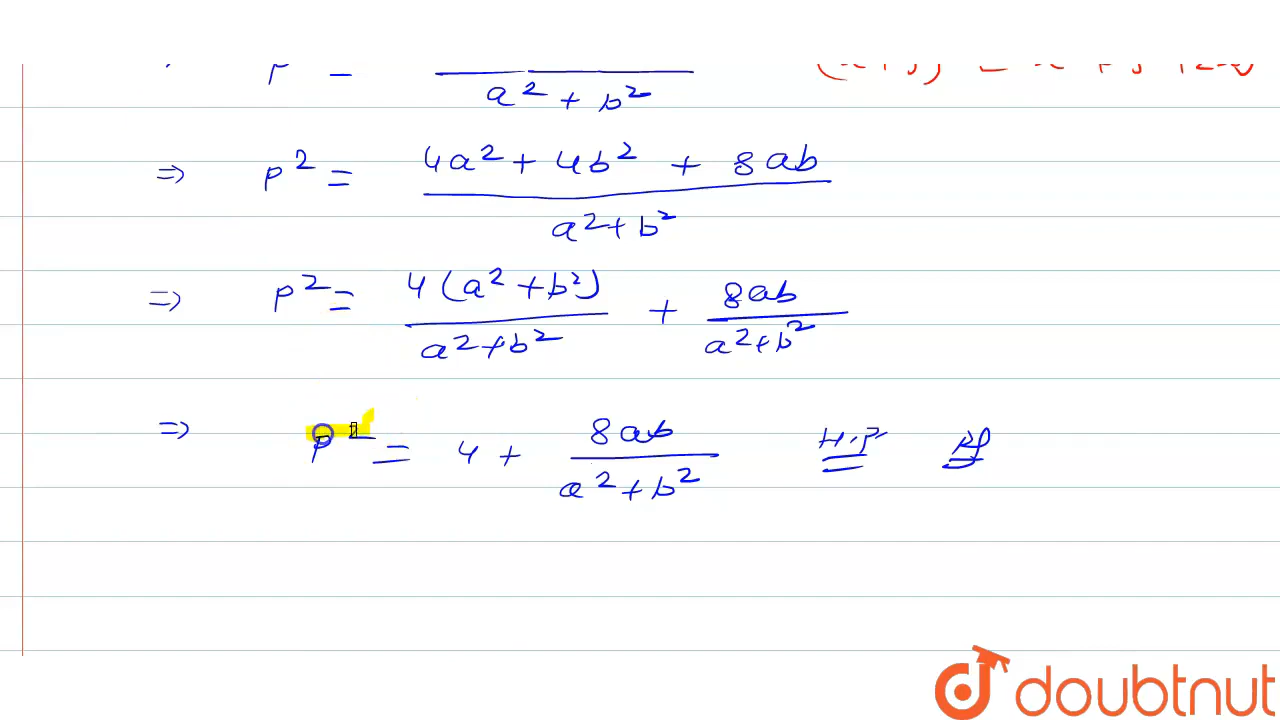 a² + b²
⇒ p² = (4a² + 4b² + 8ab) / (a² + b²)
⇒ p² = 4(a² + b²) / (a² + b²) + 8ab / (a² + b²)
⇒ p² = 4 + 8ab / (a² + b²) H.P.
doubtnut